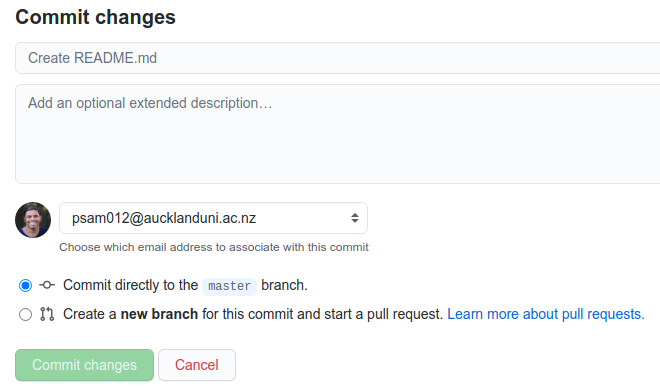 Commit changes
Create README.md
Add an optional extended description…
psam012@aucklanduni.ac.nz
Choose which email address to associate with this commit
Commit directly to the master branch.
Create a new branch for this commit and start a pull request. Learn more about pull requests.
Commit changes Cancel